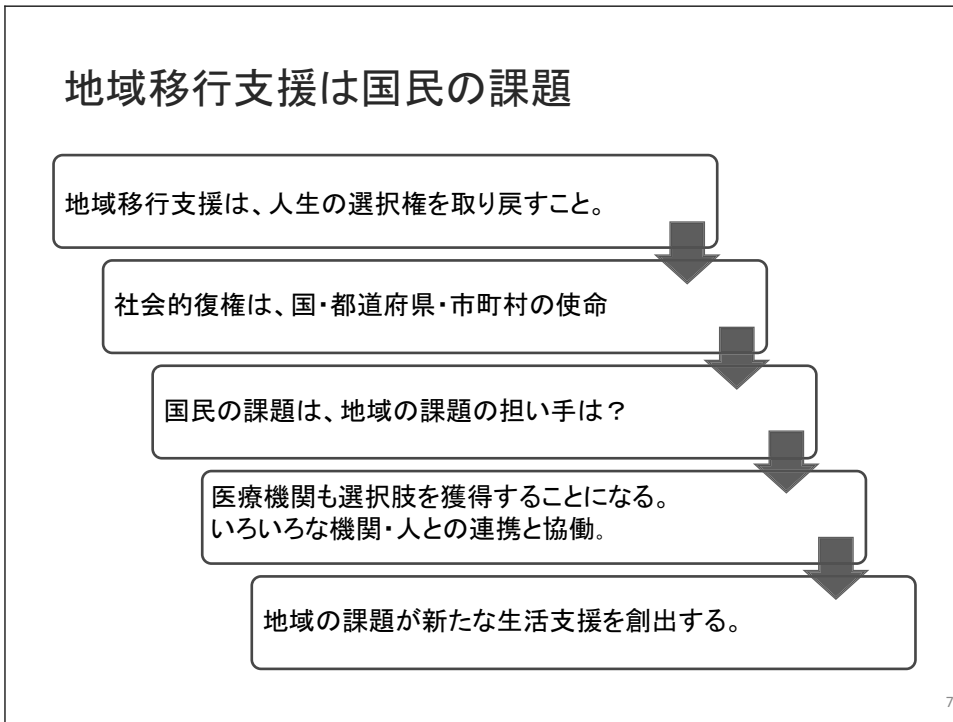 地域移行支援は国民の課題
地域移行支援は、人生の選択権を取り戻すこと。
社会的復権は、国・都道府県・市町村の使命
国民の課題は、地域の課題の担い手は？
医療機関も選択肢を獲得することになる。
いろいろな機関・人との連携と協働。
地域の課題が新たな生活支援を創出する。
7